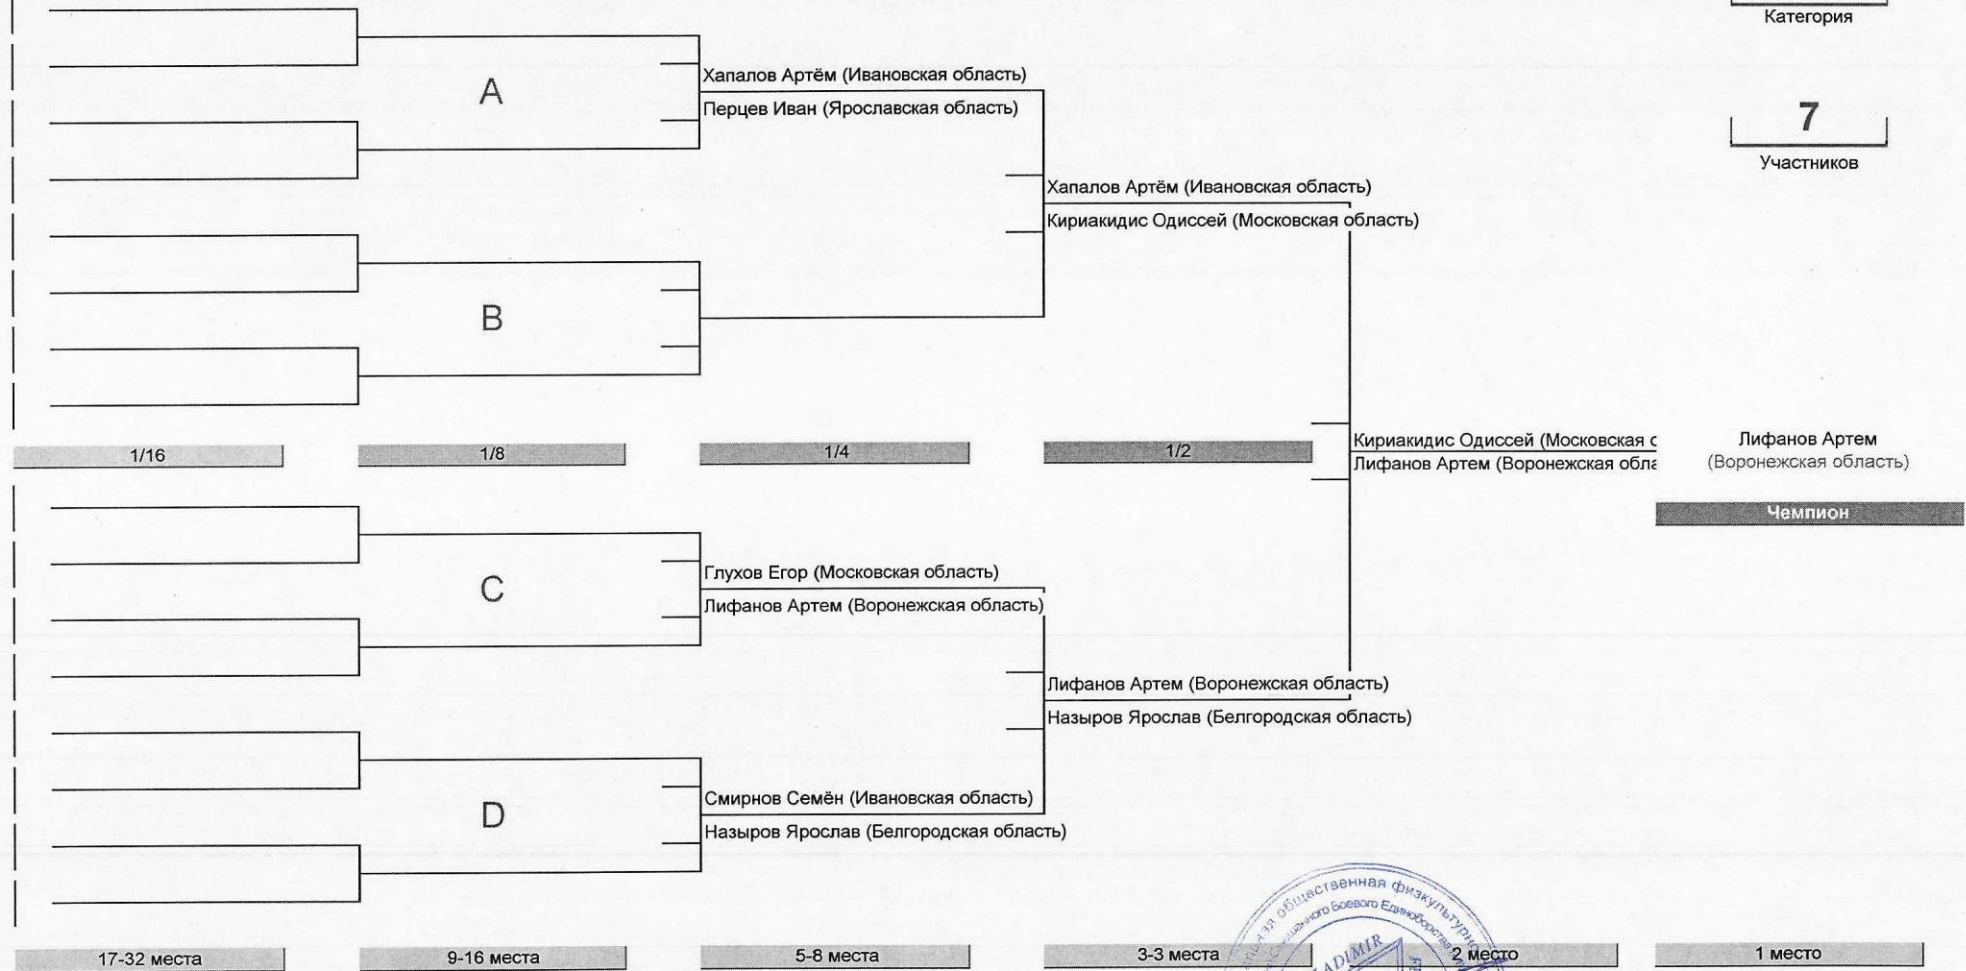 Категория
A
Хапалов Артём (Ивановская область)
Перцев Иван (Ярославская область)
7
Участников
Хапалов Артём (Ивановская область)
Кириакидис Одиссей (Московская область)
B
1/16
1/8
1/4
1/2
Кириакидис Одиссей (Московская о
Лифанов Артем (Воронежская обла
Лифанов Артем
(Воронежская область)
Чемпион
C
Глухов Егор (Московская область)
Лифанов Артем (Воронежская область)
Лифанов Артем (Воронежская область)
Назыров Ярослав (Белгородская область)
D
Смирнов Семён (Ивановская область)
Назыров Ярослав (Белгородская область)
общественная
Боевого Единоборства
17-32 места
9-16 места
5-8 места
3-3 места
2 место
1 место